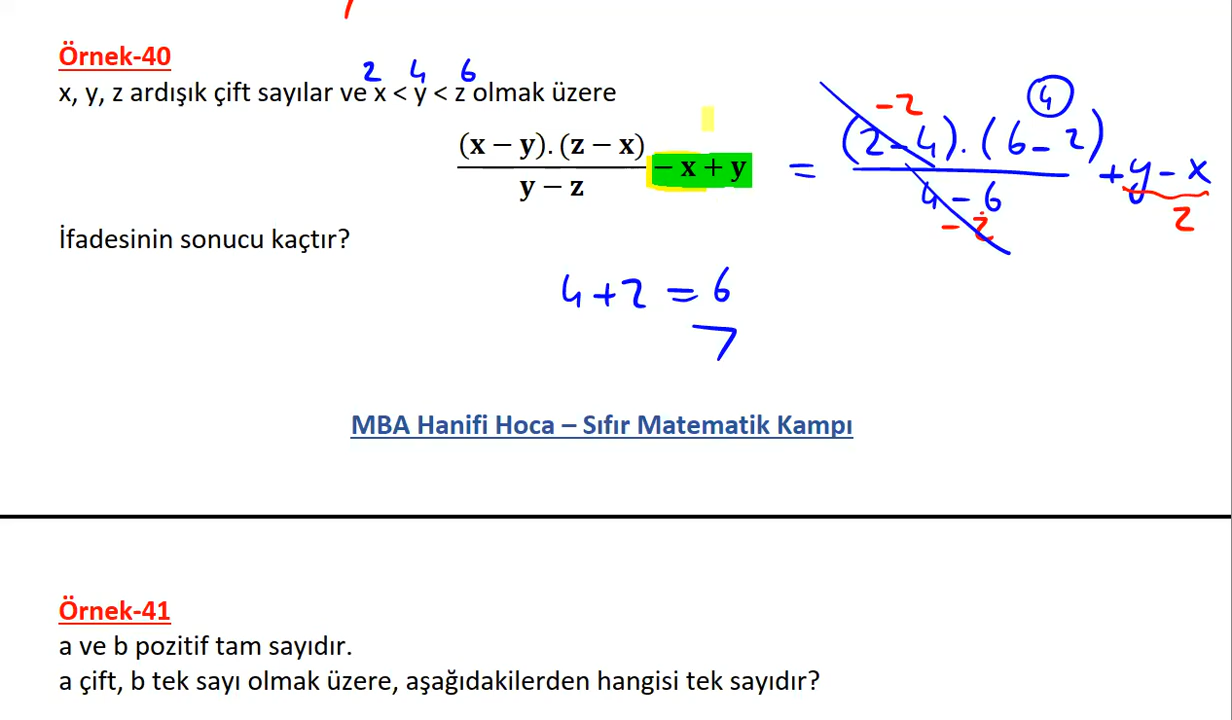 Örnek-40
2 4 6
x, y, z ardışık çift sayılar ve x < y < z olmak üzere
(x − y). (z − x) / y − z − x + y = (2 − 4) . (6 − 2) / 4 − 6 + y − x
-2 4
-2 2
İfadesinin sonucu kaçtır?
4 + 2 = 6
MBA Hanifi Hoca – Sıfır Matematik Kampı
Örnek-41
a ve b pozitif tam sayıdır.
a çift, b tek sayı olmak üzere, aşağıdakilerden hangisi tek sayıdır?